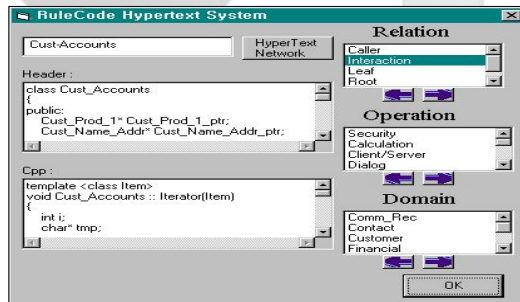 RuleCode Hypertext System
Cust-Accounts
HyperText
Network
Header :
class Cust_Accounts
{
public:
Cust_Prod_1* Cust_Prod_1_ptr;
Cust_Name_Addr* Cust_Name_Addr_ptr;
Cpp :
template <class Item>
void Cust_Accounts :: Iterator(Item)
{
int i;
char* tmp;
Relation
Caller
Interaction
Leaf
Root
Operation
Security
Calculation
Client/Server
Dialog
Domain
Comm_Rec
Contact
Customer
Financial
OK